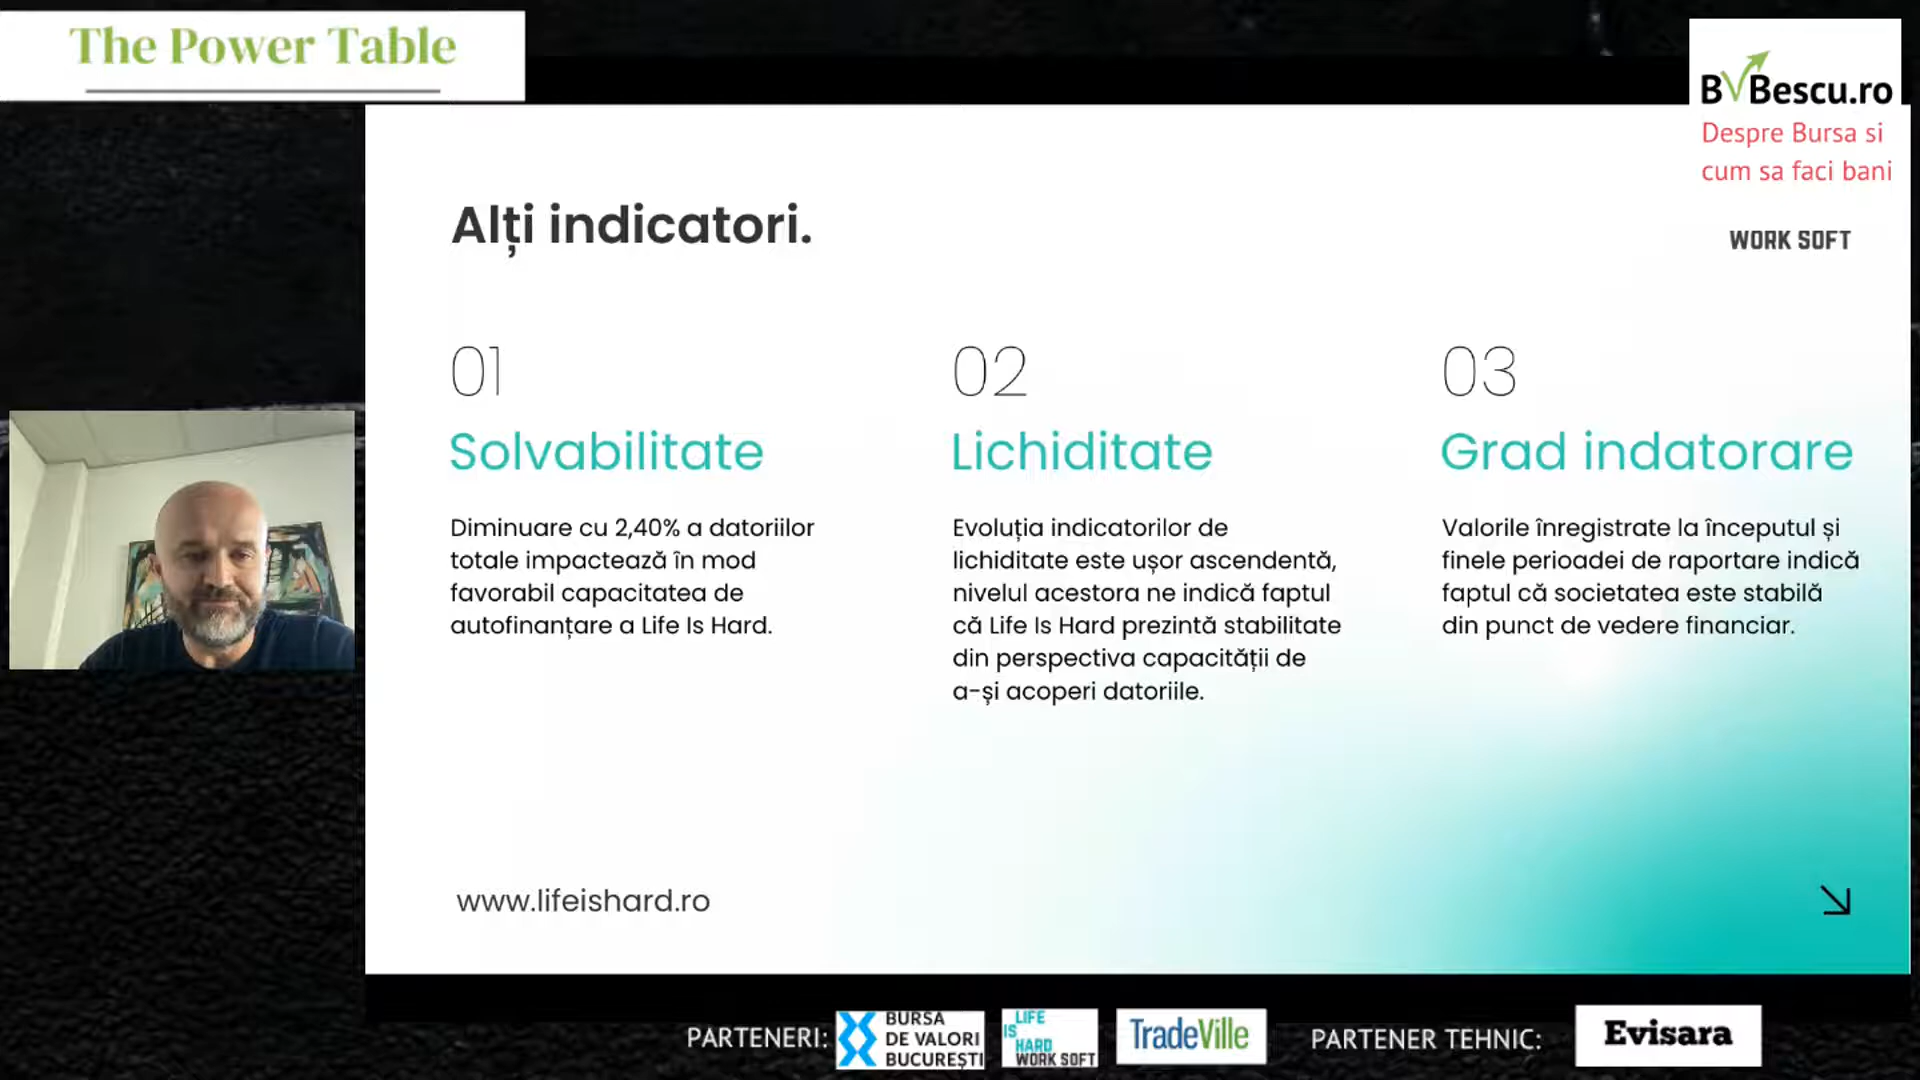 The Power Table
BVBescu.ro
Despre Bursa si
cum sa faci bani
Alți indicatori.
WORK SOFT
01
Solvabilitate
Diminuare cu 2,40% a datoriilor
totale impactează în mod
favorabil capacitatea de
autofinanțare a Life Is Hard.
02
Lichiditate
Evoluția indicatorilor de
lichiditate este ușor ascendentă,
nivelul acestora ne indică faptul
că Life Is Hard prezintă stabilitate
din perspectiva capacității de
a-și acoperi datoriile.
03
Grad indatorare
Valorile înregistrate la începutul și
finele perioadei de raportare indică
faptul că societatea este stabilă
din punct de vedere financiar.
www.lifeishard.ro
PARTENERI:
BURSA
DE VALORI
BUCUREȘTI
LIFE
IS
HARD
WORK SOFT
TradeVille
PARTENER TEHNIC:
Evisara